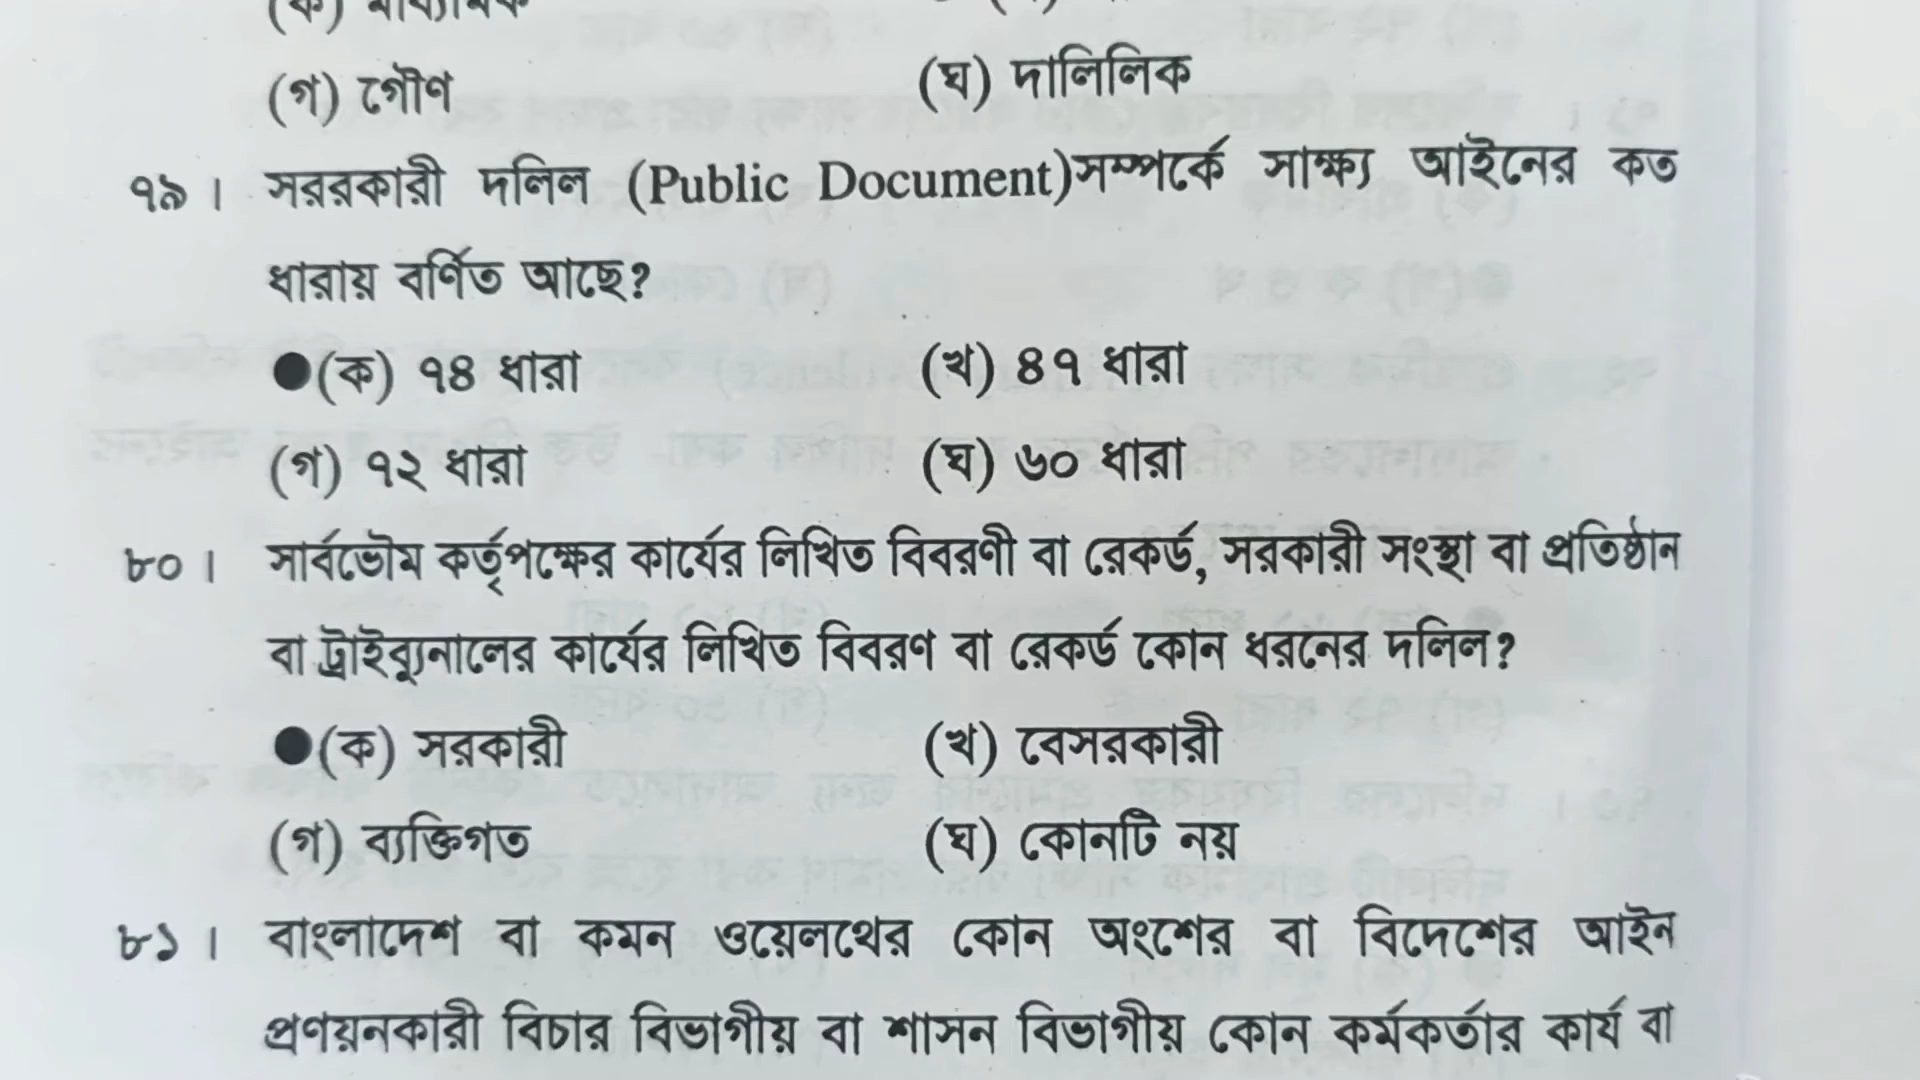 (গ) গৌণ (ঘ) দালিলিক
৭৯। সররকারী দলিল (Public Document)সম্পর্কে সাক্ষ্য আইনের কত
ধারায় বর্ণিত আছে?
●(ক) ৭৪ ধারা (খ) ৪৭ ধারা
(গ) ৭২ ধারা (ঘ) ৬০ ধারা
৮০। সার্বভৌম কর্তৃপক্ষের কার্যের লিখিত বিবরণী বা রেকর্ড, সরকারী সংস্থা বা প্রতিষ্ঠান
বা ট্রাইব্যুনালের কার্যের লিখিত বিবরণ বা রেকর্ড কোন ধরনের দলিল?
●(ক) সরকারী (খ) বেসরকারী
(গ) ব্যক্তিগত (ঘ) কোনটি নয়
৮১। বাংলাদেশ বা কমন ওয়েলথের কোন অংশের বা বিদেশের আইন
প্রণয়নকারী বিচার বিভাগীয় বা শাসন বিভাগীয় কোন কর্মকর্তার কার্য বা